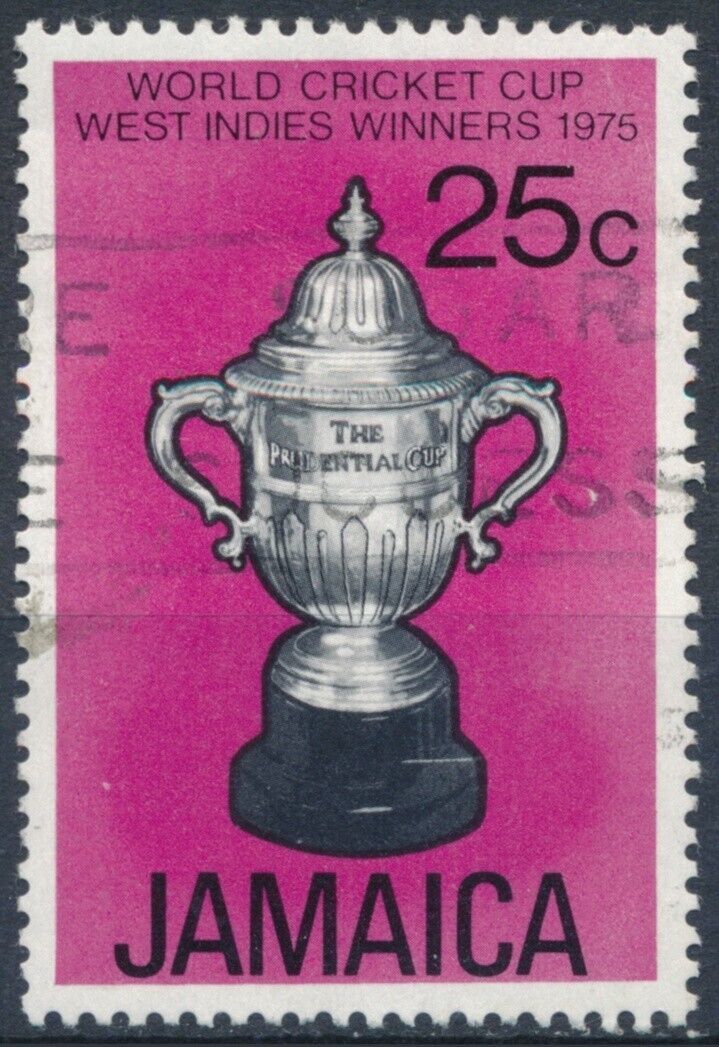 WORLD CRICKET CUP
WEST INDIES WINNERS 1975
25c
THE
PRUDENTIAL CUP
JAMAICA